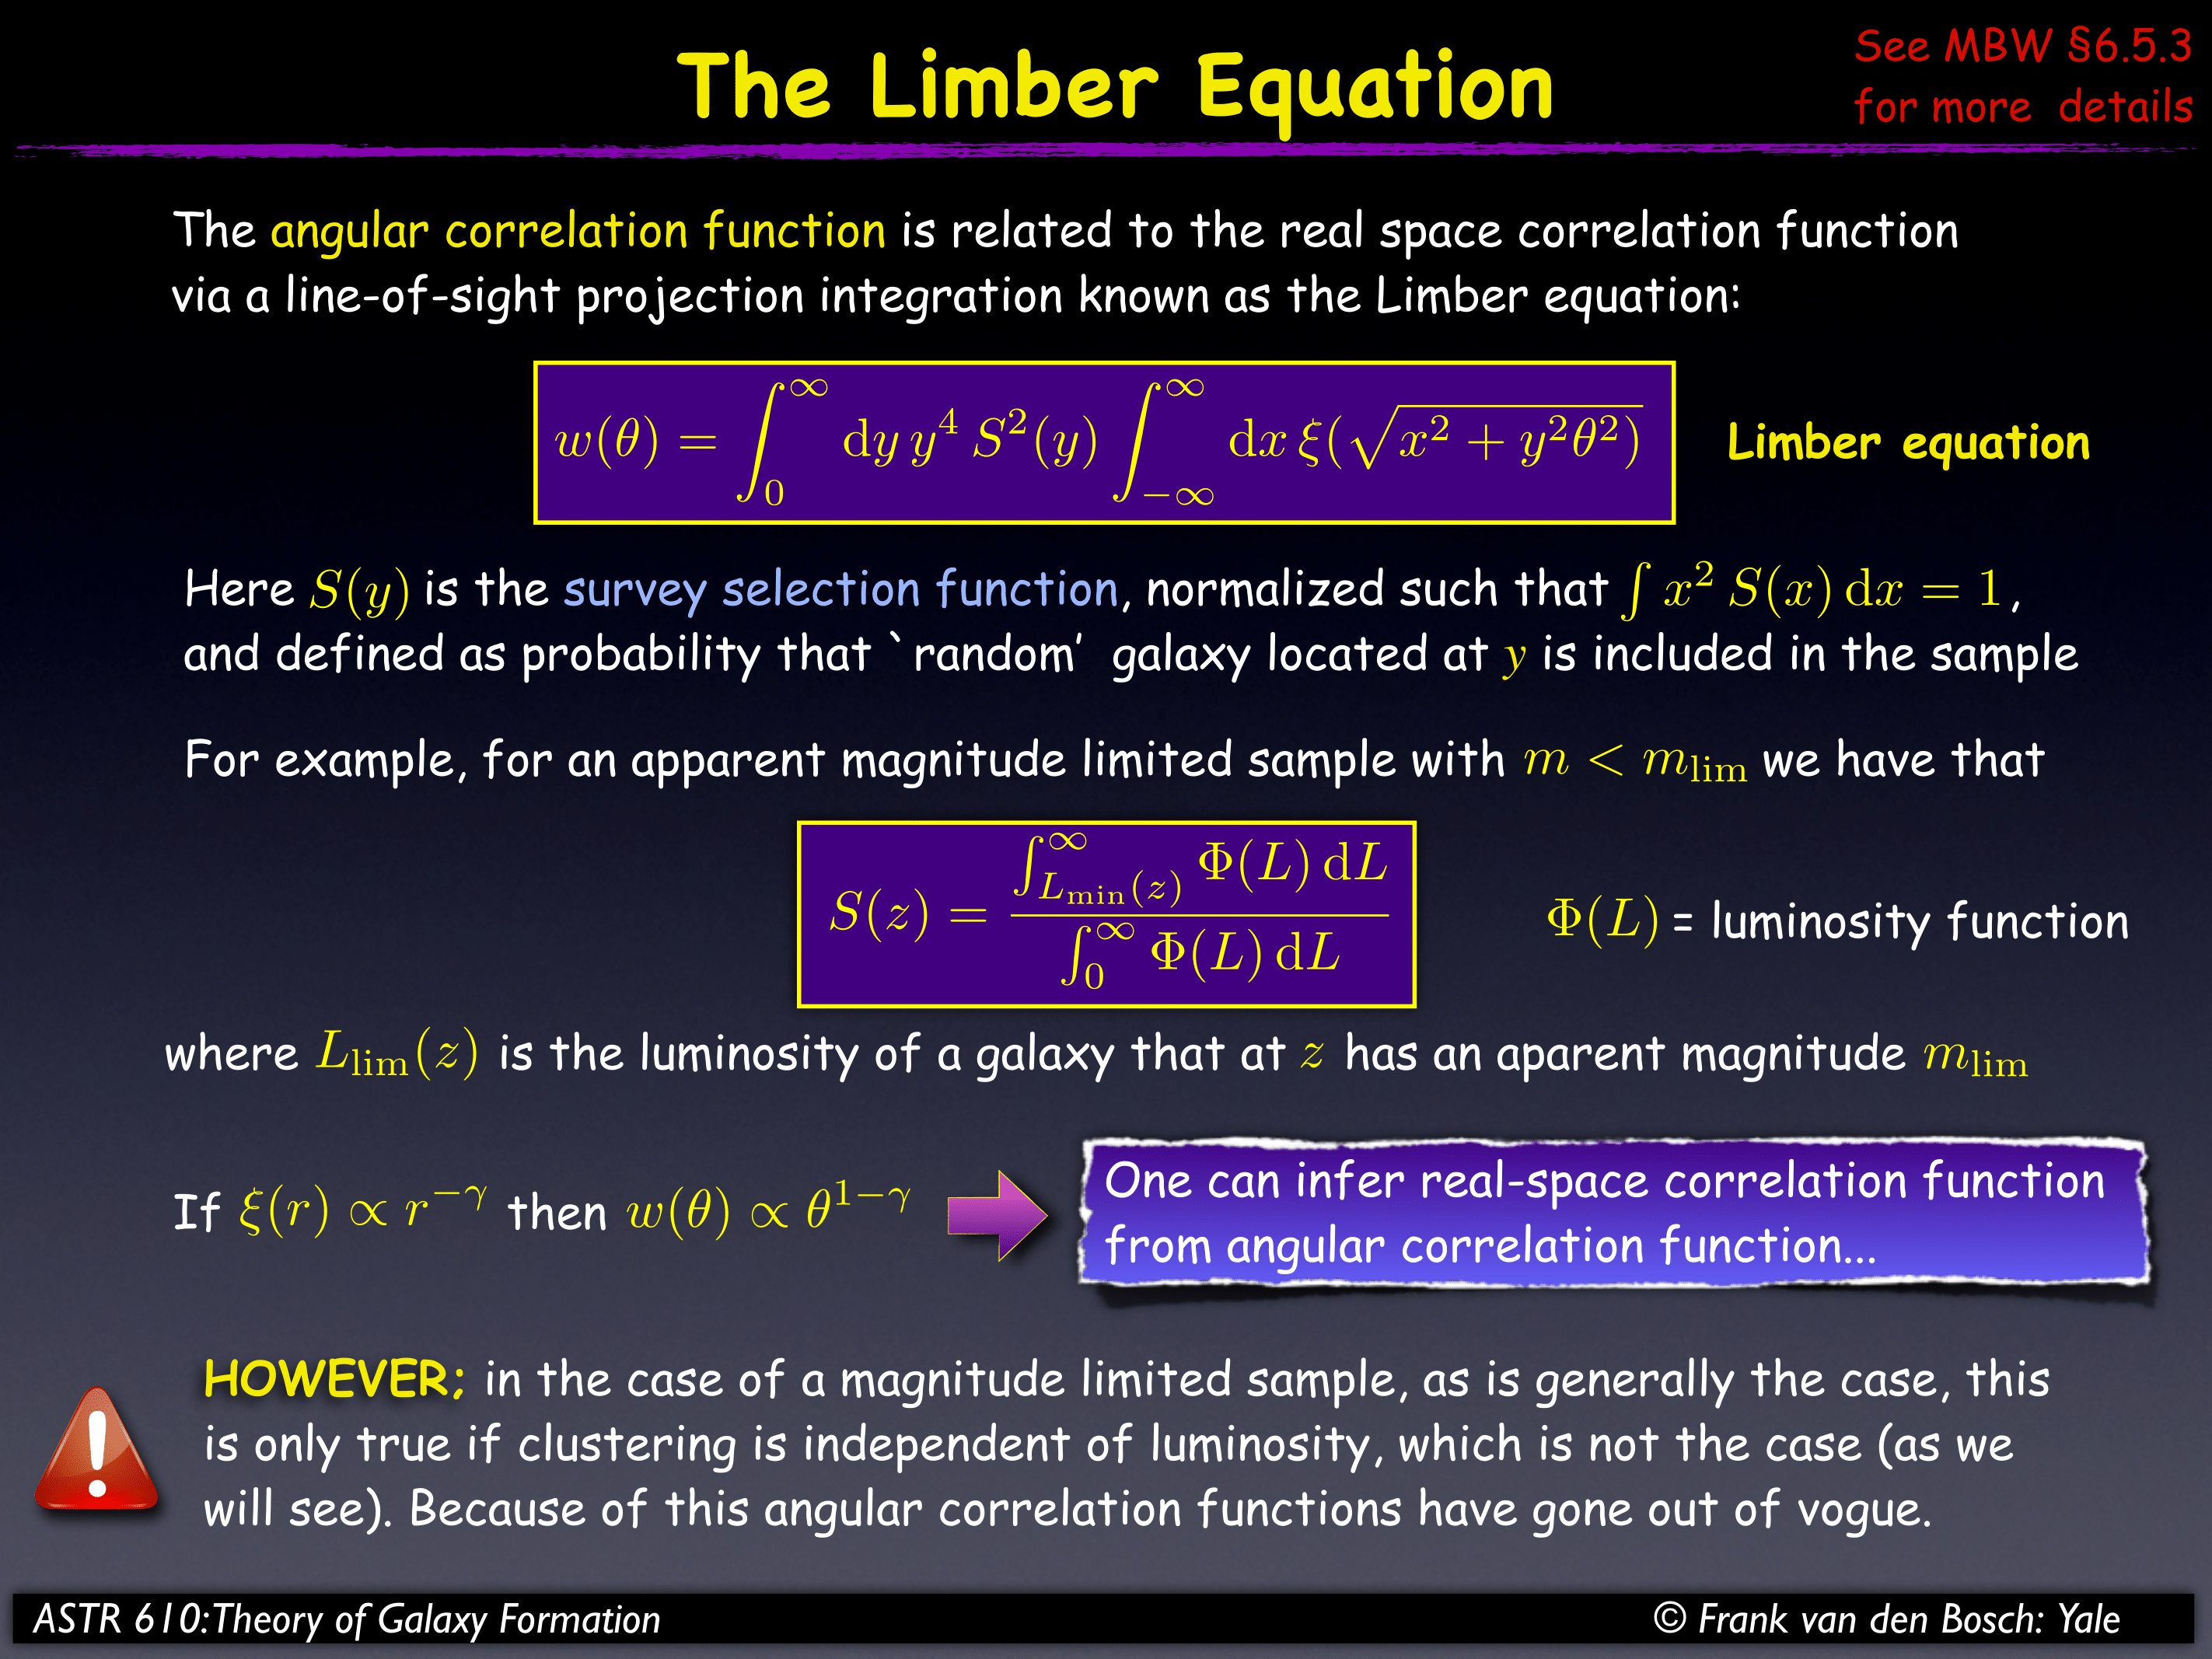 The Limber Equation
See MBW §6.5.3
for more details
The angular correlation function is related to the real space correlation function
via a line-of-sight projection integration known as the Limber equation:
$w(\theta) = \int_0^\infty \mathrm{d}y\, y^4\, S^2(y) \int_{-\infty}^{\infty} \mathrm{d}x\, \xi(\sqrt{x^2 + y^2\theta^2})$ Limber equation
Here $S(y)$ is the survey selection function, normalized such that $\int x^2\, S(x)\, \mathrm{d}x = 1$,
and defined as probability that `random' galaxy located at $y$ is included in the sample
For example, for an apparent magnitude limited sample with $m < m_{\lim}$ we have that
$S(z) = \frac{\int_{L_{\min}(z)}^{\infty} \Phi(L)\, \mathrm{d}L}{\int_0^\infty \Phi(L)\, \mathrm{d}L}$ $\Phi(L)$ = luminosity function
where $L_{\lim}(z)$ is the luminosity of a galaxy that at $z$ has an aparent magnitude $m_{\lim}$
If $\xi(r) \propto r^{-\gamma}$ then $w(\theta) \propto \theta^{1-\gamma}$
One can infer real-space correlation function
from angular correlation function...
HOWEVER; in the case of a magnitude limited sample, as is generally the case, this
is only true if clustering is independent of luminosity, which is not the case (as we
will see). Because of this angular correlation functions have gone out of vogue.
ASTR 610:Theory of Galaxy Formation
© Frank van den Bosch: Yale